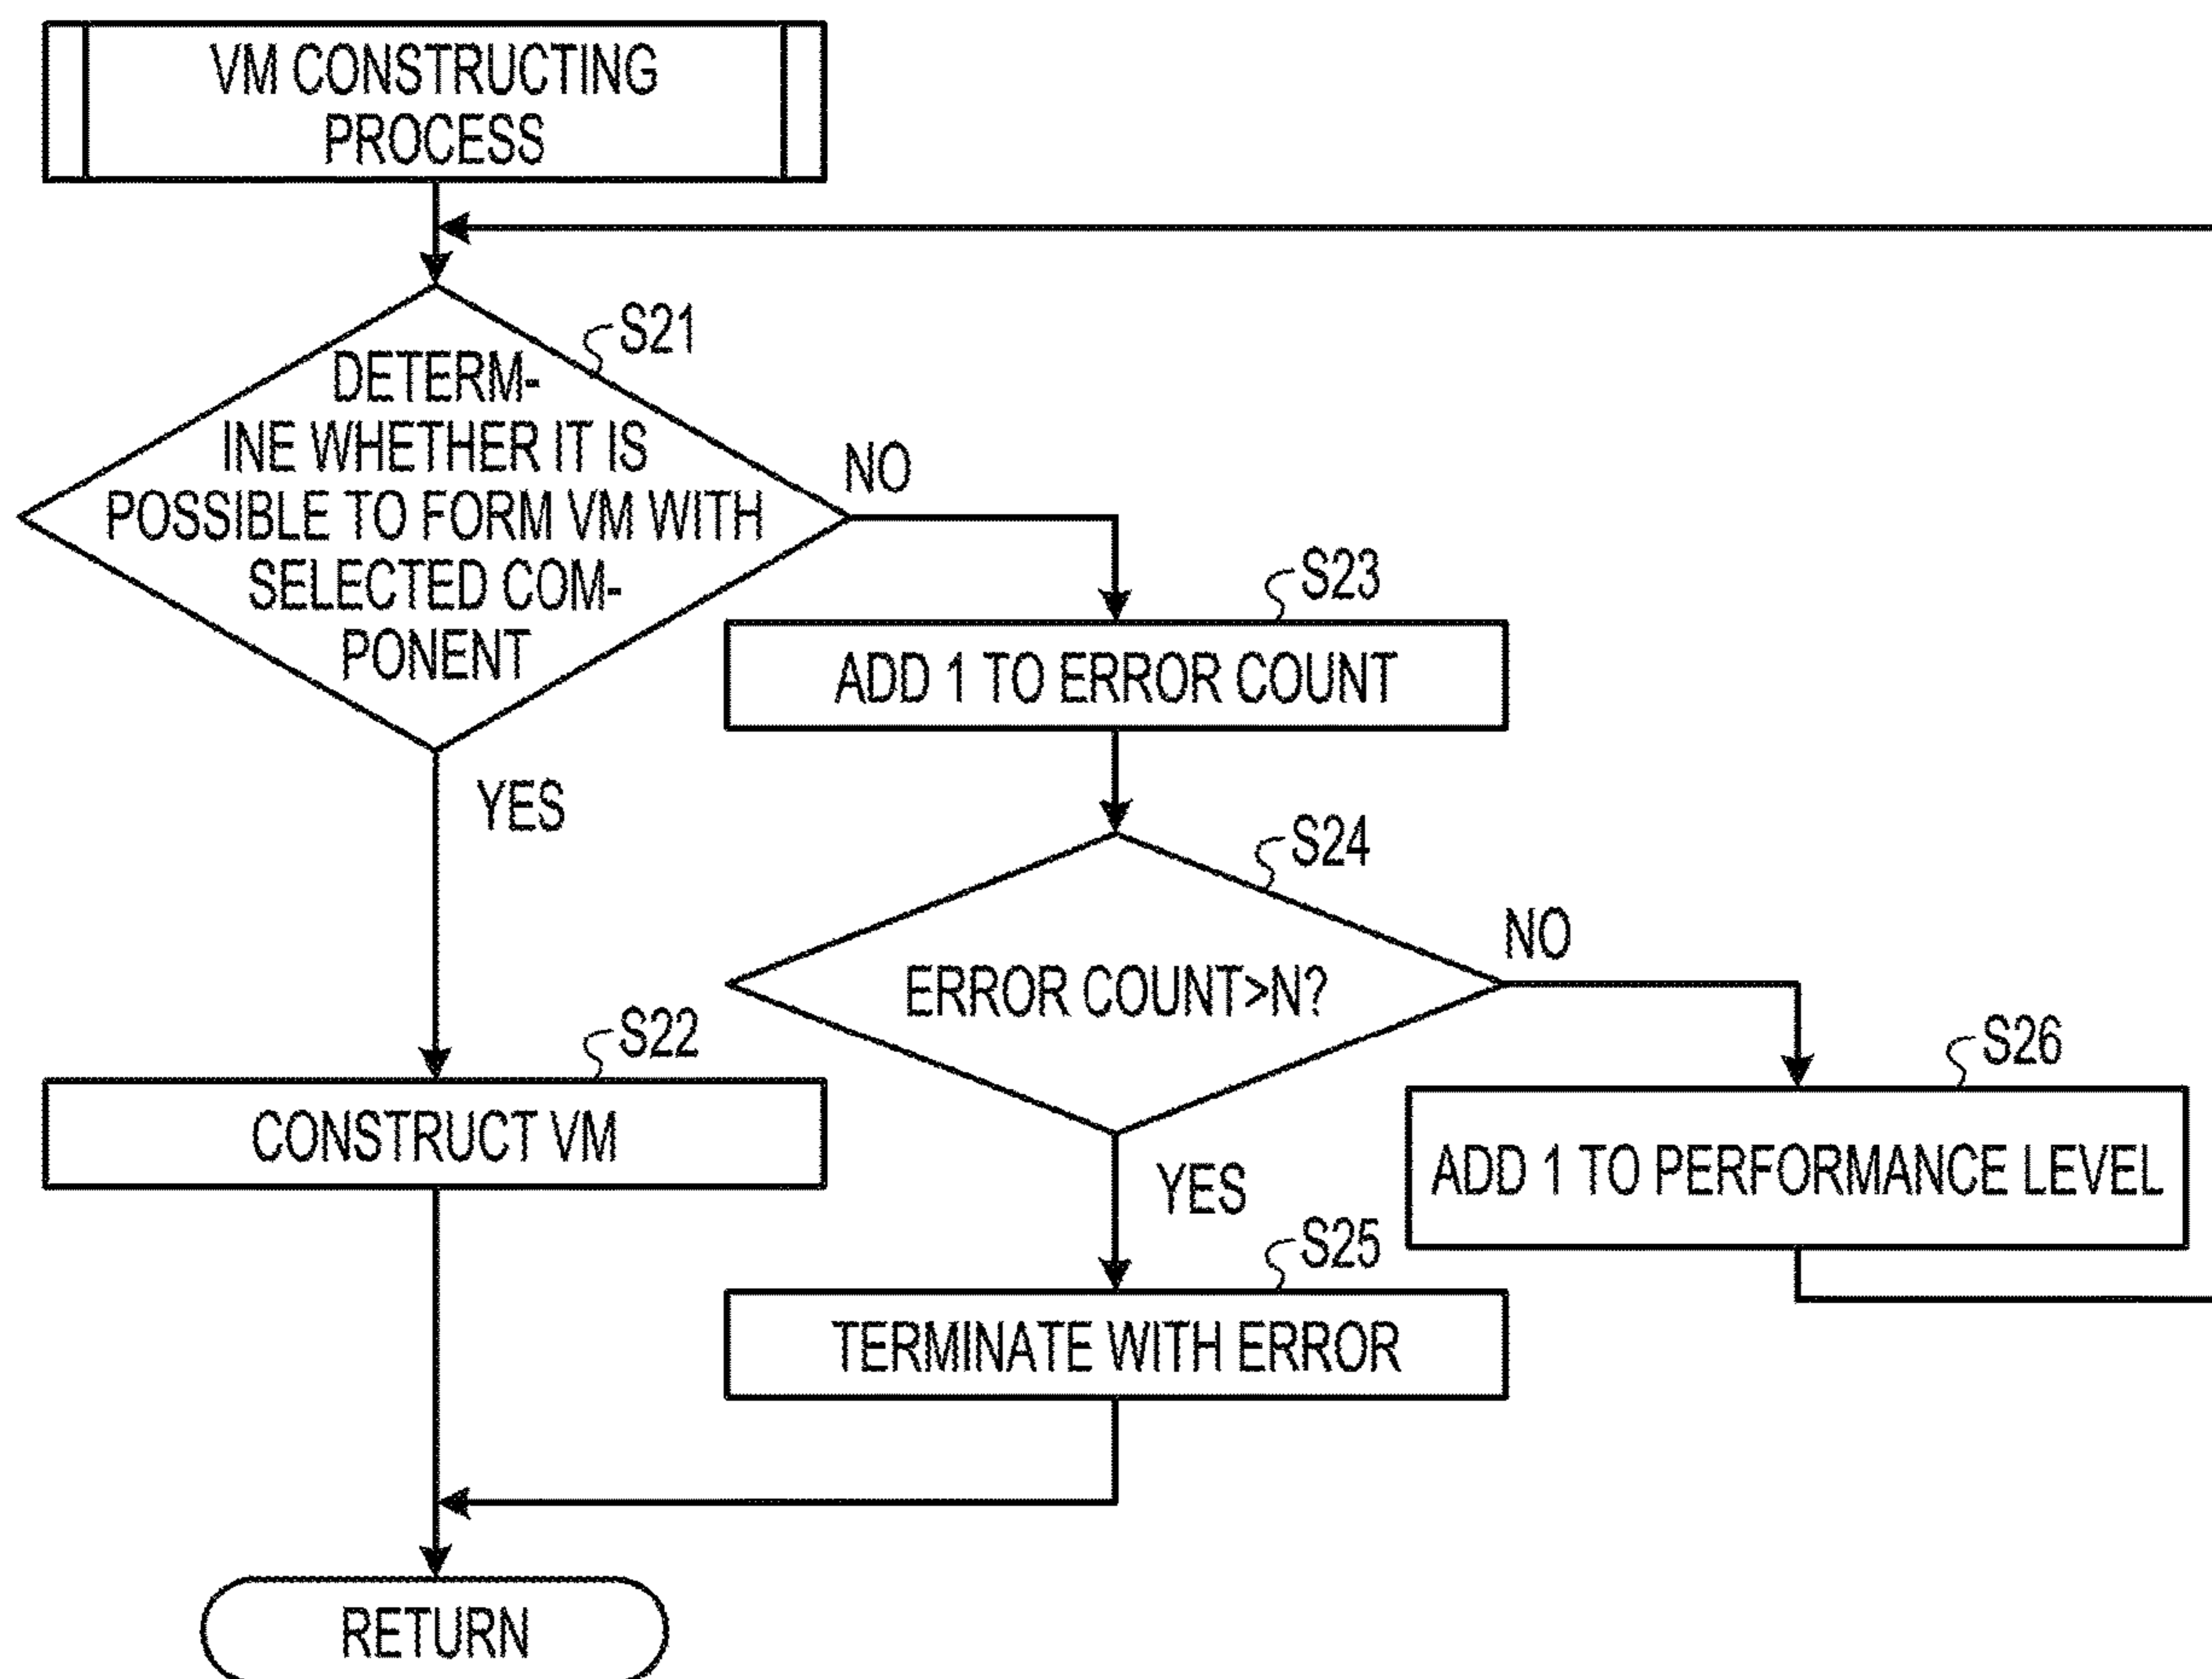 VM CONSTRUCTING
PROCESS
S21
DETERM-
INE WHETHER IT IS
POSSIBLE TO FORM VM WITH
SELECTED COM-
PONENT
NO
YES
S23
ADD 1 TO ERROR COUNT
S24
ERROR COUNT>N?
NO
YES
S22
CONSTRUCT VM
S26
ADD 1 TO PERFORMANCE LEVEL
S25
TERMINATE WITH ERROR
RETURN